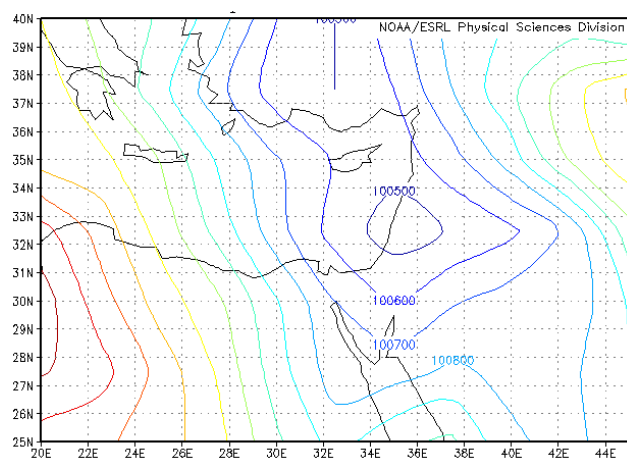 NOAA/ESRL Physical Sciences Division
40N
39N
38N
37N
36N
35N
34N
33N
32N
31N
30N
29N
28N
27N
26N
25N
100500
100600
100700
100800
20E 22E 24E 26E 28E 30E 32E 34E 36E 38E 40E 42E 44E